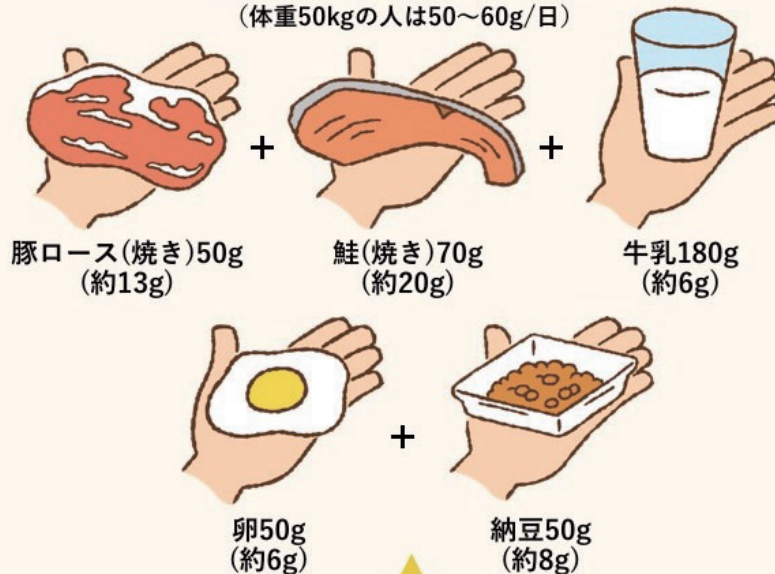 (体重50kgの人は50〜60g/日)
+
+
豚ロース(焼き)50g
(約13g)
鮭(焼き)70g
(約20g)
牛乳180g
(約6g)
+
卵50g
(約6g)
納豆50g
(約8g)